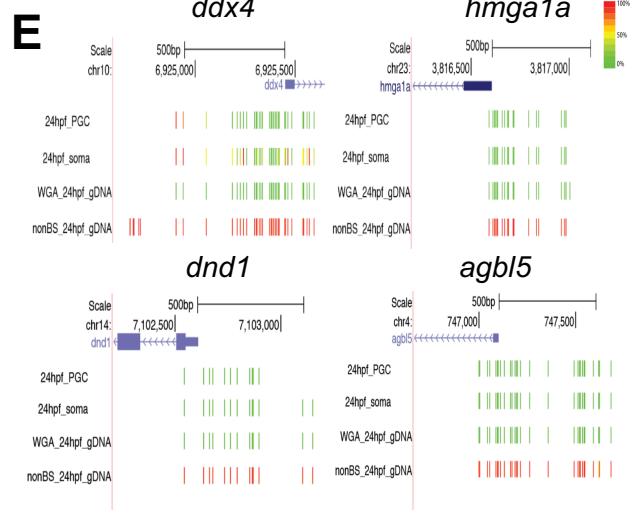 E
ddx4
Scale 500bp
chr10: 6,925,000 6,925,500
ddx4
24hpf_PGC
24hpf_soma
WGA_24hpf_gDNA
nonBS_24hpf_gDNA
hmga1a
100%
50%
0%
Scale 500bp
chr23: 3,816,500 3,817,000
hmga1a
24hpf_PGC
24hpf_soma
WGA_24hpf_gDNA
nonBS_24hpf_gDNA
dnd1
Scale 500bp
chr14: 7,102,500 7,103,000
dnd1
24hpf_PGC
24hpf_soma
WGA_24hpf_gDNA
nonBS_24hpf_gDNA
agbl5
Scale 500bp
chr4: 747,000 747,500
agbl5
24hpf_PGC
24hpf_soma
WGA_24hpf_gDNA
nonBS_24hpf_gDNA